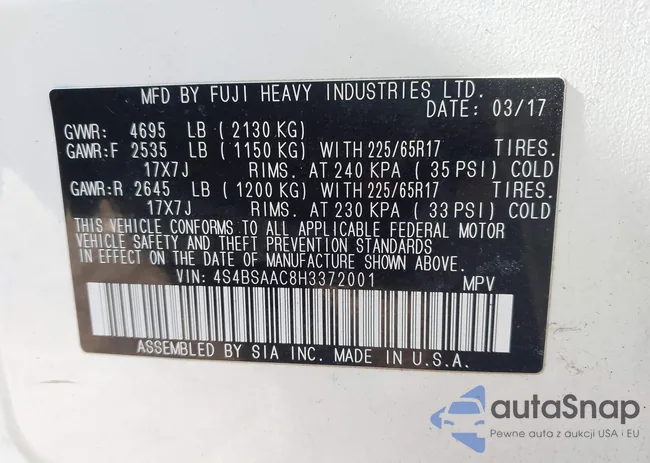 MFD BY FUJI HEAVY INDUSTRIES LTD.
DATE: 03/17
GVWR: 4695 LB ( 2130 KG)
GAWR:F 2535 LB ( 1150 KG) WITH 225/65R17 TIRES.
17X7J RIMS. AT 240 KPA ( 35 PSI) COLD
GAWR:R 2645 LB ( 1200 KG) WITH 225/65R17 TIRES.
17X7J RIMS. AT 230 KPA ( 33 PSI) COLD
THIS VEHICLE CONFORMS TO ALL APPLICABLE FEDERAL MOTOR
VEHICLE SAFETY AND THEFT PREVENTION STANDARDS
IN EFFECT ON THE DATE OF MANUFACTURE SHOWN ABOVE.
VIN: 4S4BSAAC8H3372001 MPV
ASSEMBLED BY SIA INC. MADE IN U.S.A.
autaSnap
Pewne auta z aukcji USA i EU